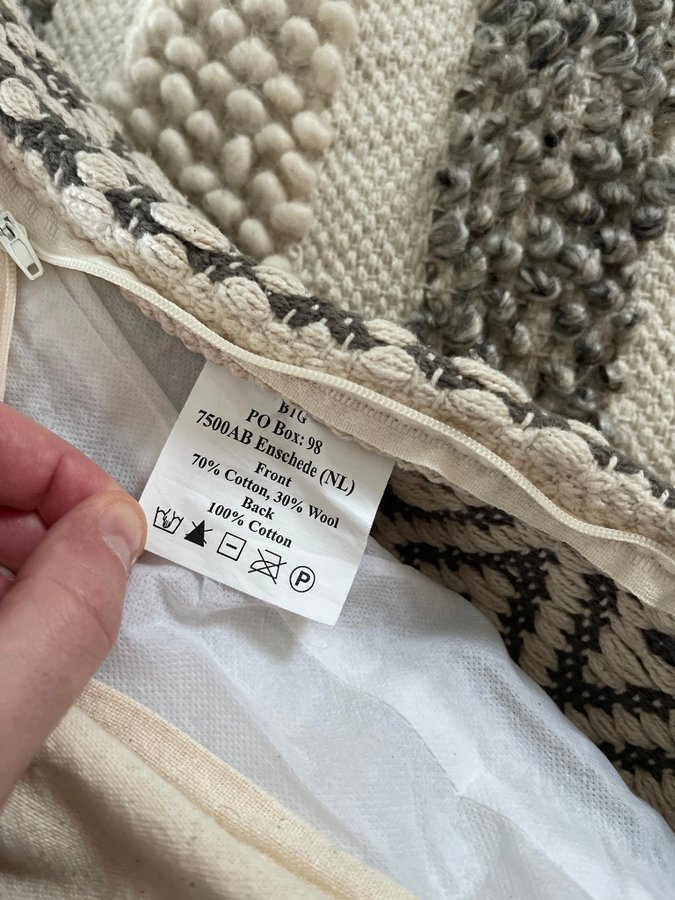 BIG
PO Box: 98
7500AB Enschede (NL)
Front
70% Cotton, 30% Wool
Back
100% Cotton
P